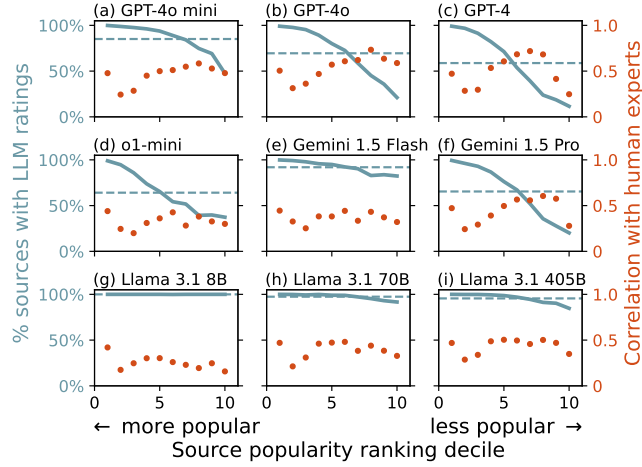 (a) GPT-4o mini (b) GPT-4o (c) GPT-4
100% 1.0
50% 0.5
0% 0
(d) o1-mini (e) Gemini 1.5 Flash (f) Gemini 1.5 Pro
100% 1.0
50% 0.5
0% 0
(g) Llama 3.1 8B (h) Llama 3.1 70B (i) Llama 3.1 405B
100% 1.0
50% 0.5
0% 0
0 5 10 0 5 10 0 5 10
← more popular less popular →
Source popularity ranking decile
% sources with LLM ratings
Correlation with human experts